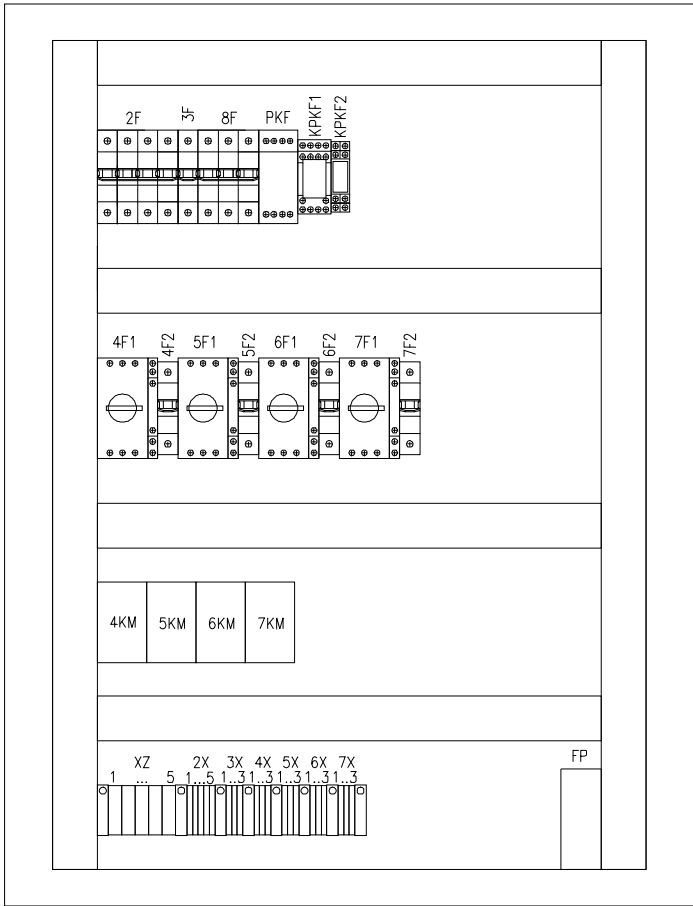 2F 3F 8F PKF KPKF1 KPKF2
4F1 4F2 5F1 5F2 6F1 6F2 7F1 7F2
4KM 5KM 6KM 7KM
FP
XZ 2X 3X 4X 5X 6X 7X
1 ... 5 1...5 1..3 1..3 1..3 1..3 1..3